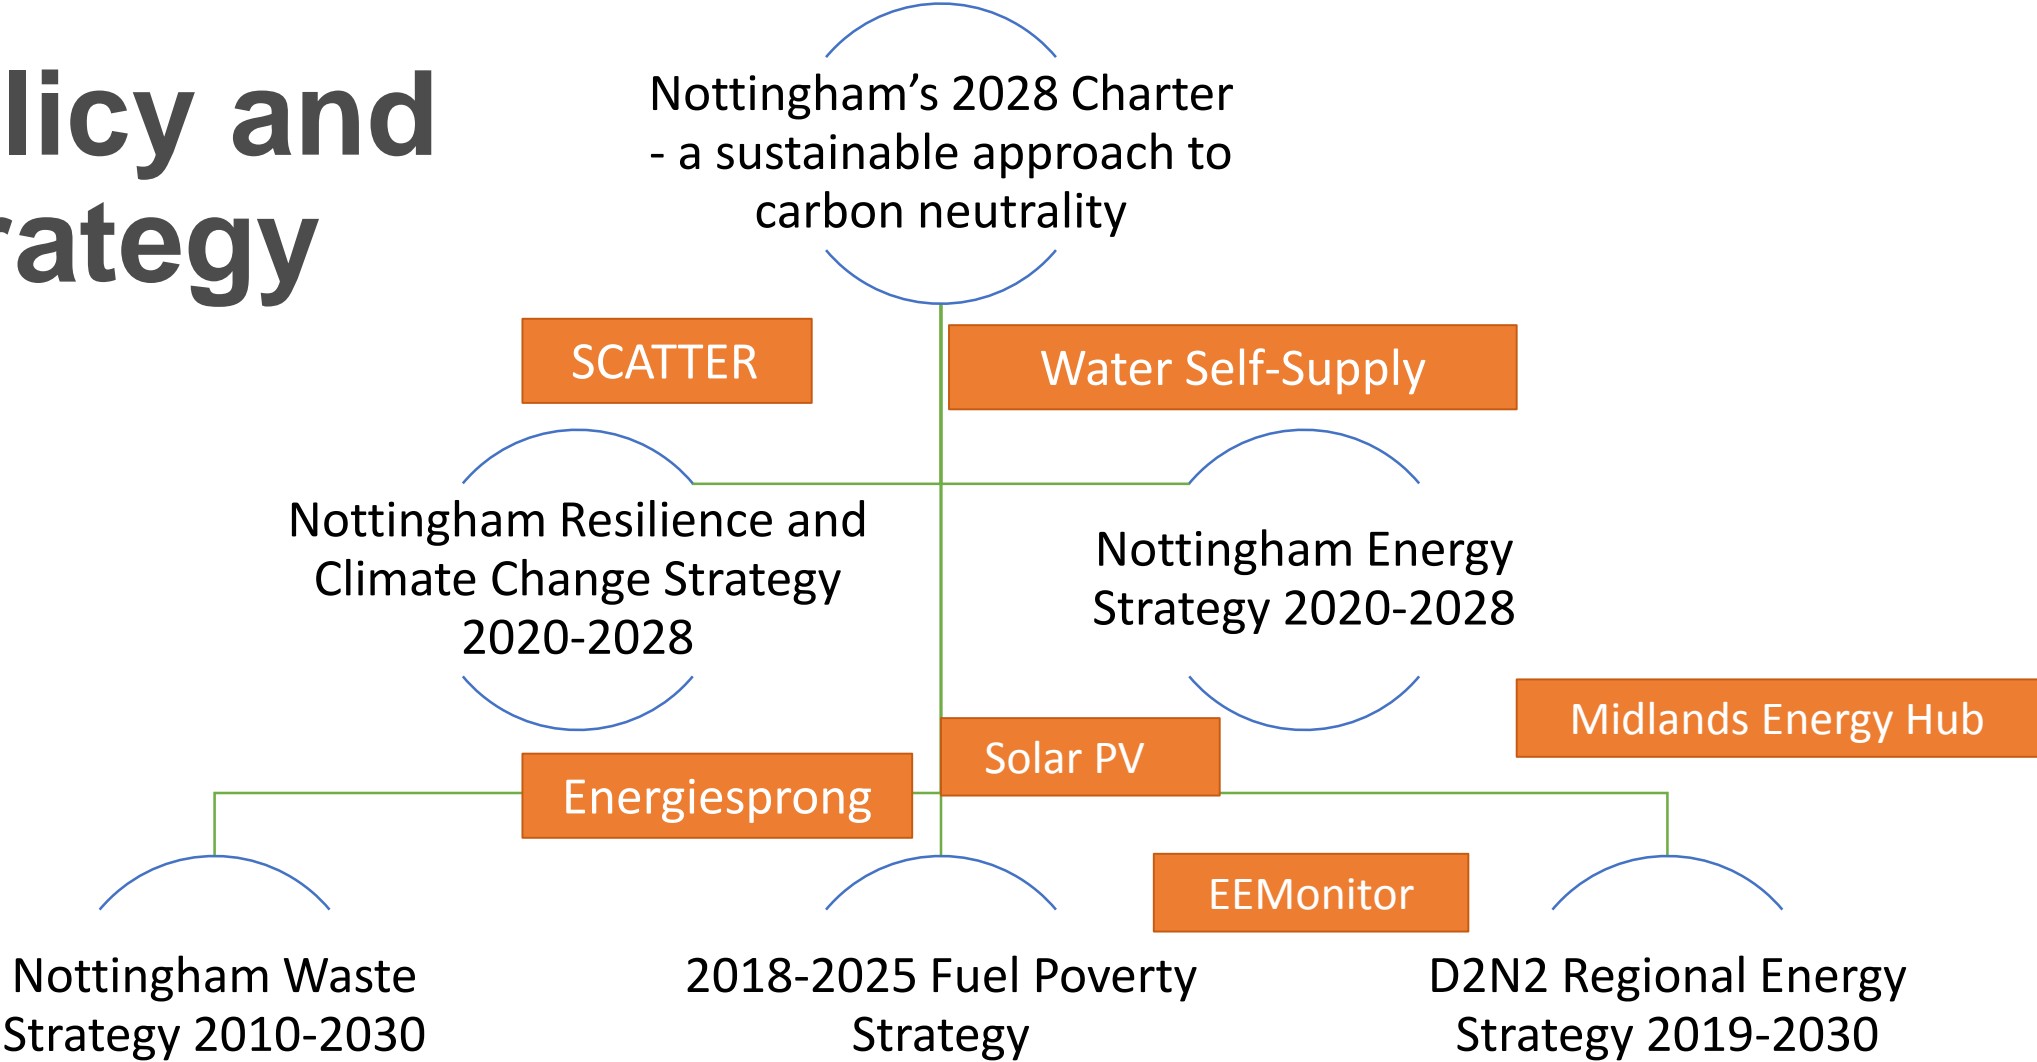 licy and
rategy
Nottingham’s 2028 Charter
- a sustainable approach to
carbon neutrality
SCATTER
Water Self-Supply
Nottingham Resilience and
Climate Change Strategy
2020-2028
Nottingham Energy
Strategy 2020-2028
Midlands Energy Hub
Solar PV
Energiesprong
EEMonitor
Nottingham Waste
Strategy 2010-2030
2018-2025 Fuel Poverty
Strategy
D2N2 Regional Energy
Strategy 2019-2030